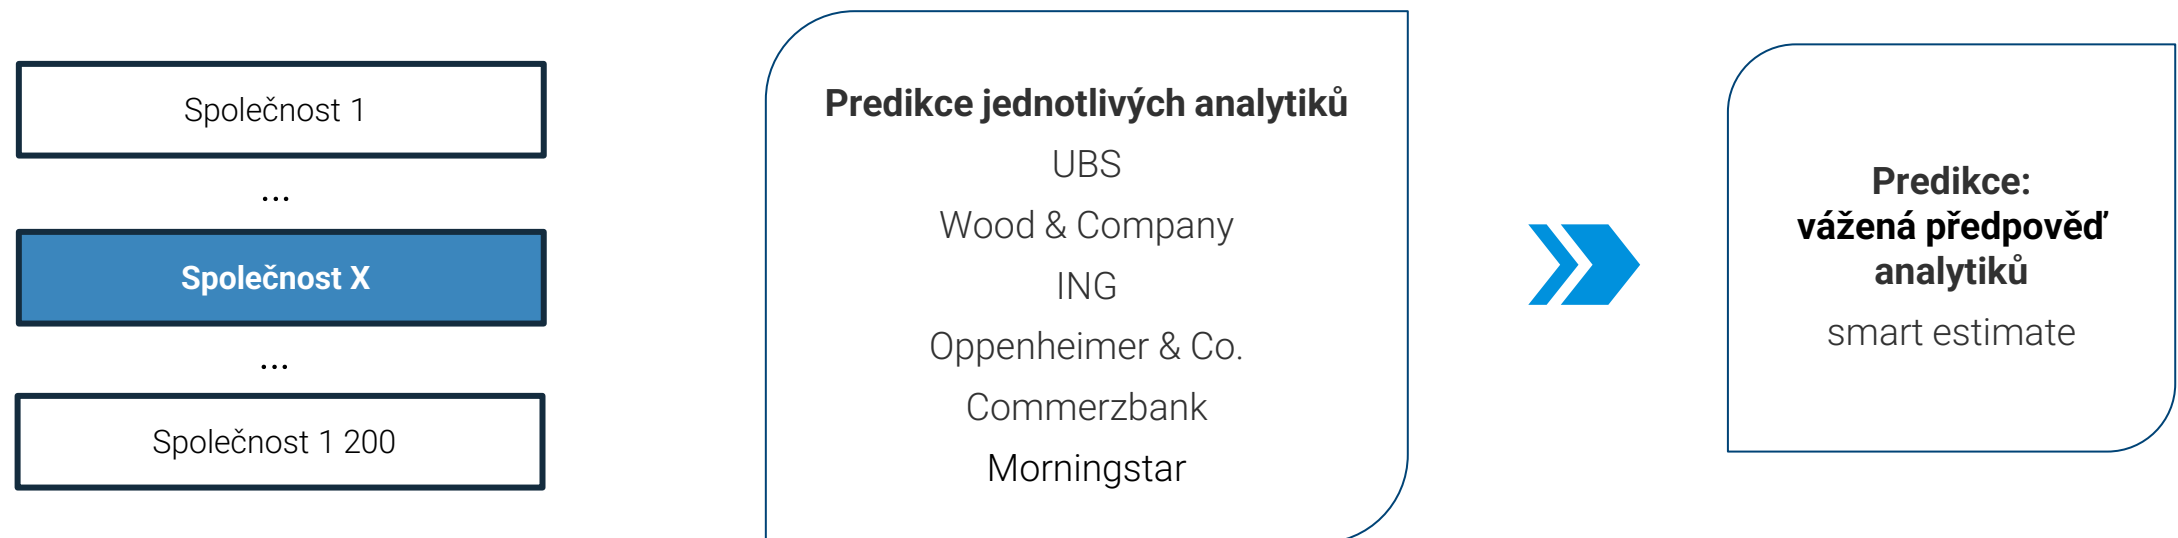 Společnost 1
...
Společnost X
...
Společnost 1 200
Predikce jednotlivých analytiků
UBS
Wood & Company
ING
Oppenheimer & Co.
Commerzbank
Morningstar
Predikce:
vážená předpověď
analytiků
smart estimate